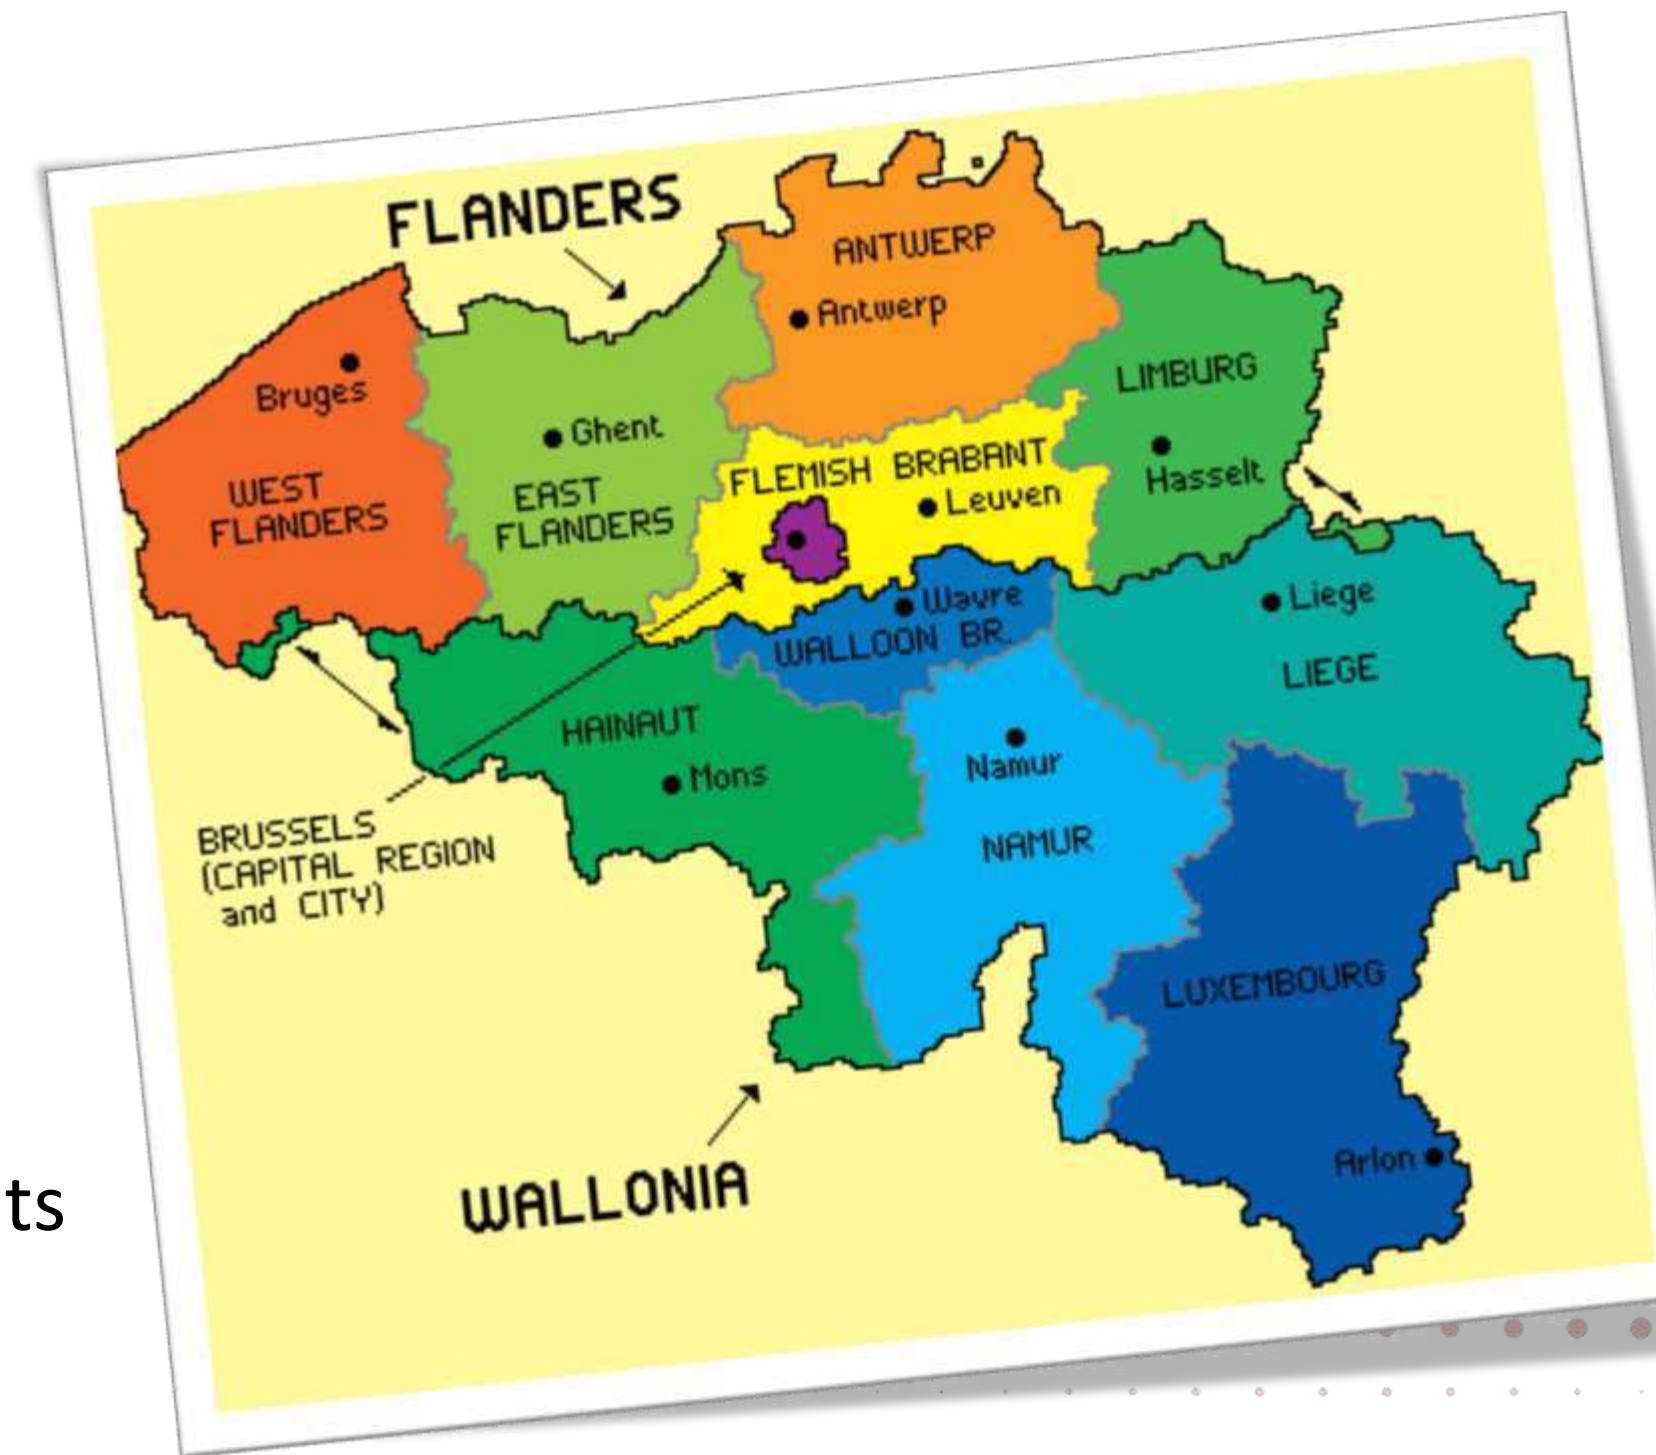 FLANDERS
ANTWERP
Antwerp
Bruges
LIMBURG
Ghent
FLEMISH BRABANT
Hasselt
WEST
FLANDERS
EAST
FLANDERS
Leuven
Wavre
WALLOON BR.
Liege
LIEGE
HAINAUT
Mons
Namur
NAMUR
BRUSSELS
(CAPITAL REGION
and CITY)
LUXEMBOURG
Arlon
WALLONIA
ts